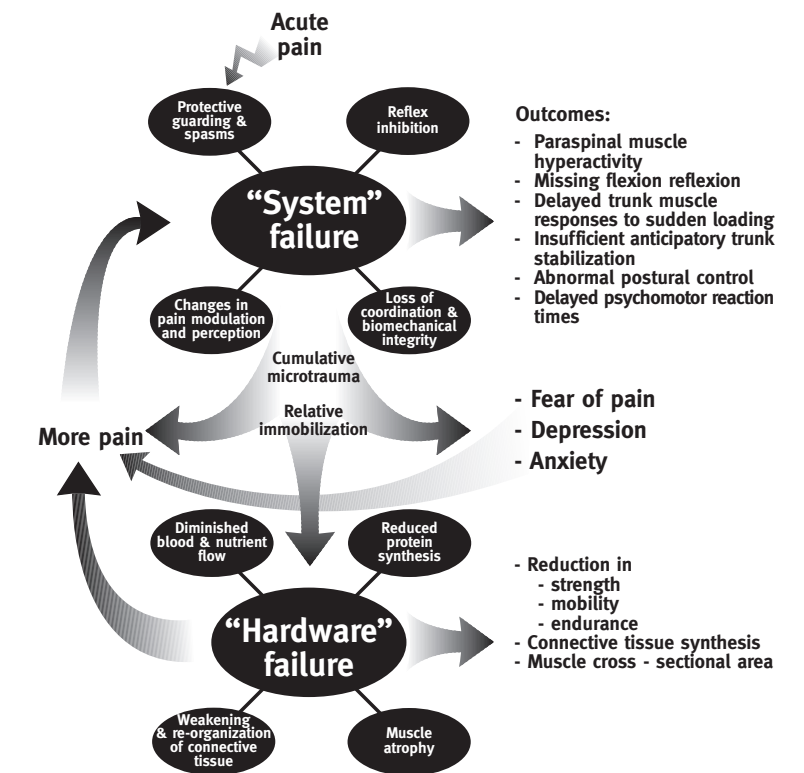 Acute
pain
Protective
guarding &
spasms
Reflex
inhibition
“System”
failure
Changes in
pain modulation
and perception
Loss of
coordination &
biomechanical
integrity
Outcomes:
- Paraspinal muscle
hyperactivity
- Missing flexion reflexion
- Delayed trunk muscle
responses to sudden loading
- Insufficient anticipatory trunk
stabilization
- Abnormal postural control
- Delayed psychomotor reaction
times
Cumulative
microtrauma
Relative
immobilization
More pain
- Fear of pain
- Depression
- Anxiety
Diminished
blood & nutrient
flow
Reduced
protein
synthesis
“Hardware”
failure
Weakening
& re-organization
of connective
tissue
Muscle
atrophy
- Reduction in
- strength
- mobility
- endurance
- Connective tissue synthesis
- Muscle cross - sectional area